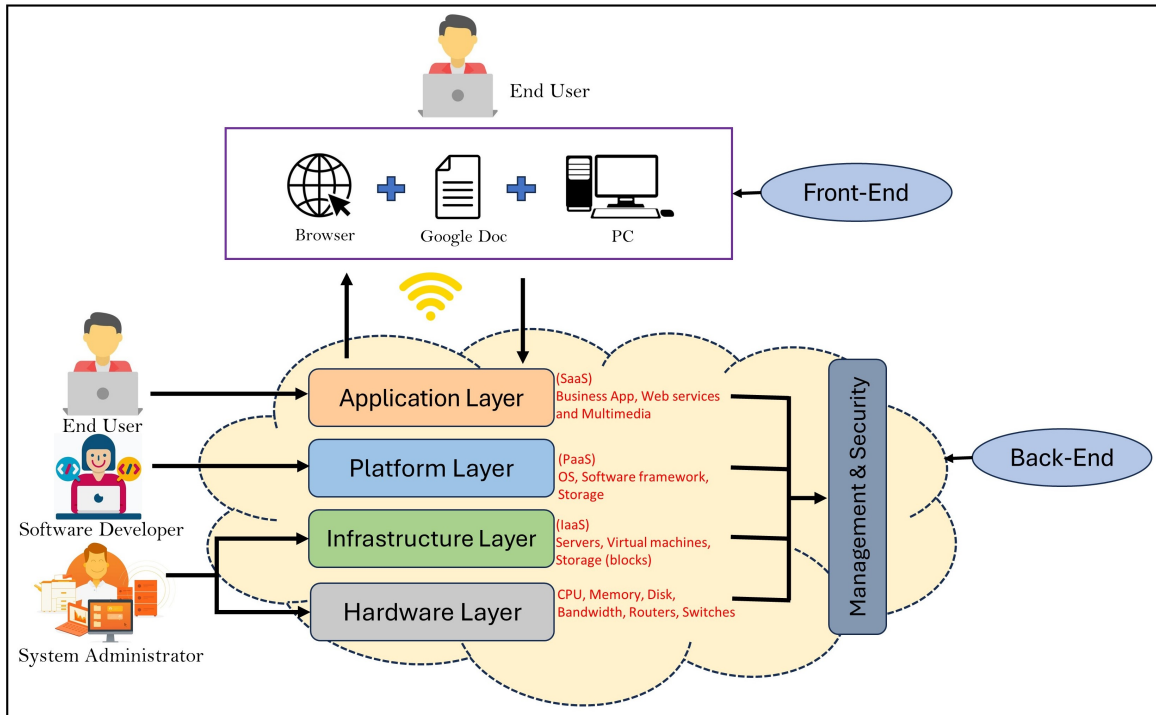 End User
Browser
Google Doc
PC
Front-End
End User
Application Layer
(SaaS)
Business App, Web services
and Multimedia
Software Developer
Platform Layer
(PaaS)
OS, Software framework,
Storage
System Administrator
Infrastructure Layer
(IaaS)
Servers, Virtual machines,
Storage (blocks)
Hardware Layer
CPU, Memory, Disk,
Bandwidth, Routers, Switches
Management & Security
Back-End